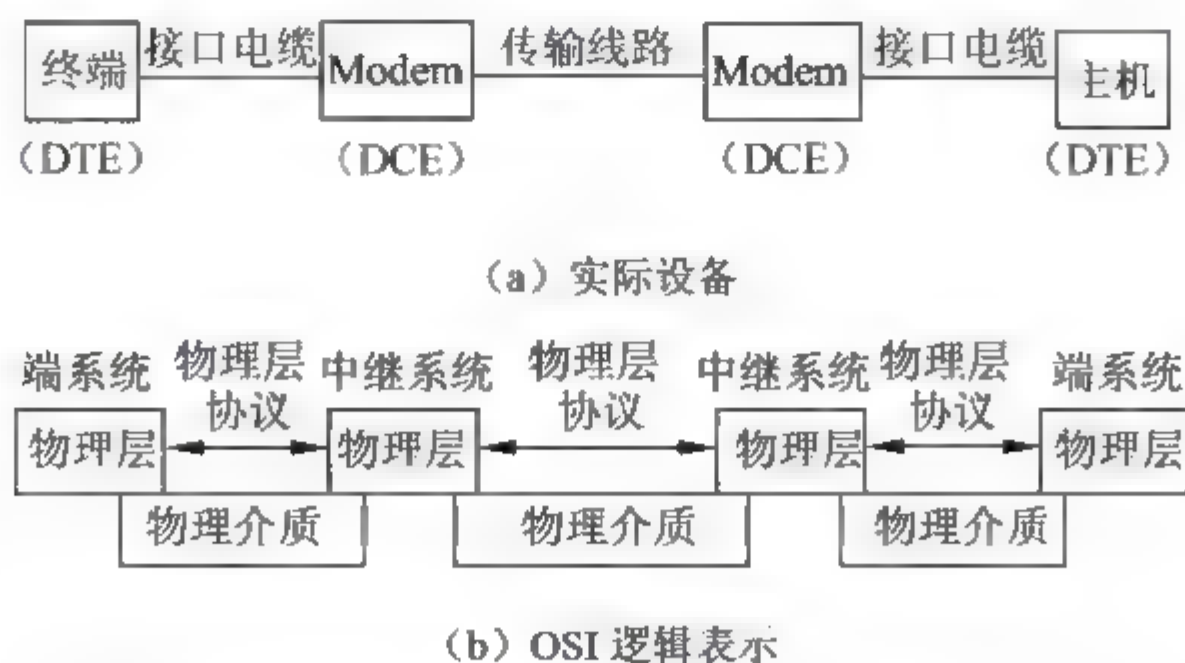 接口电缆 传输线路 接口电缆
终端 Modem Modem 主机
（DTE） （DCE） （DCE） （DTE）
（a）实际设备
端系统 物理层 中继系统 物理层 中继系统 物理层 端系统
协议 协议 协议
物理层 物理层 物理层 物理层
物理介质 物理介质 物理介质
（b）OSI 逻辑表示